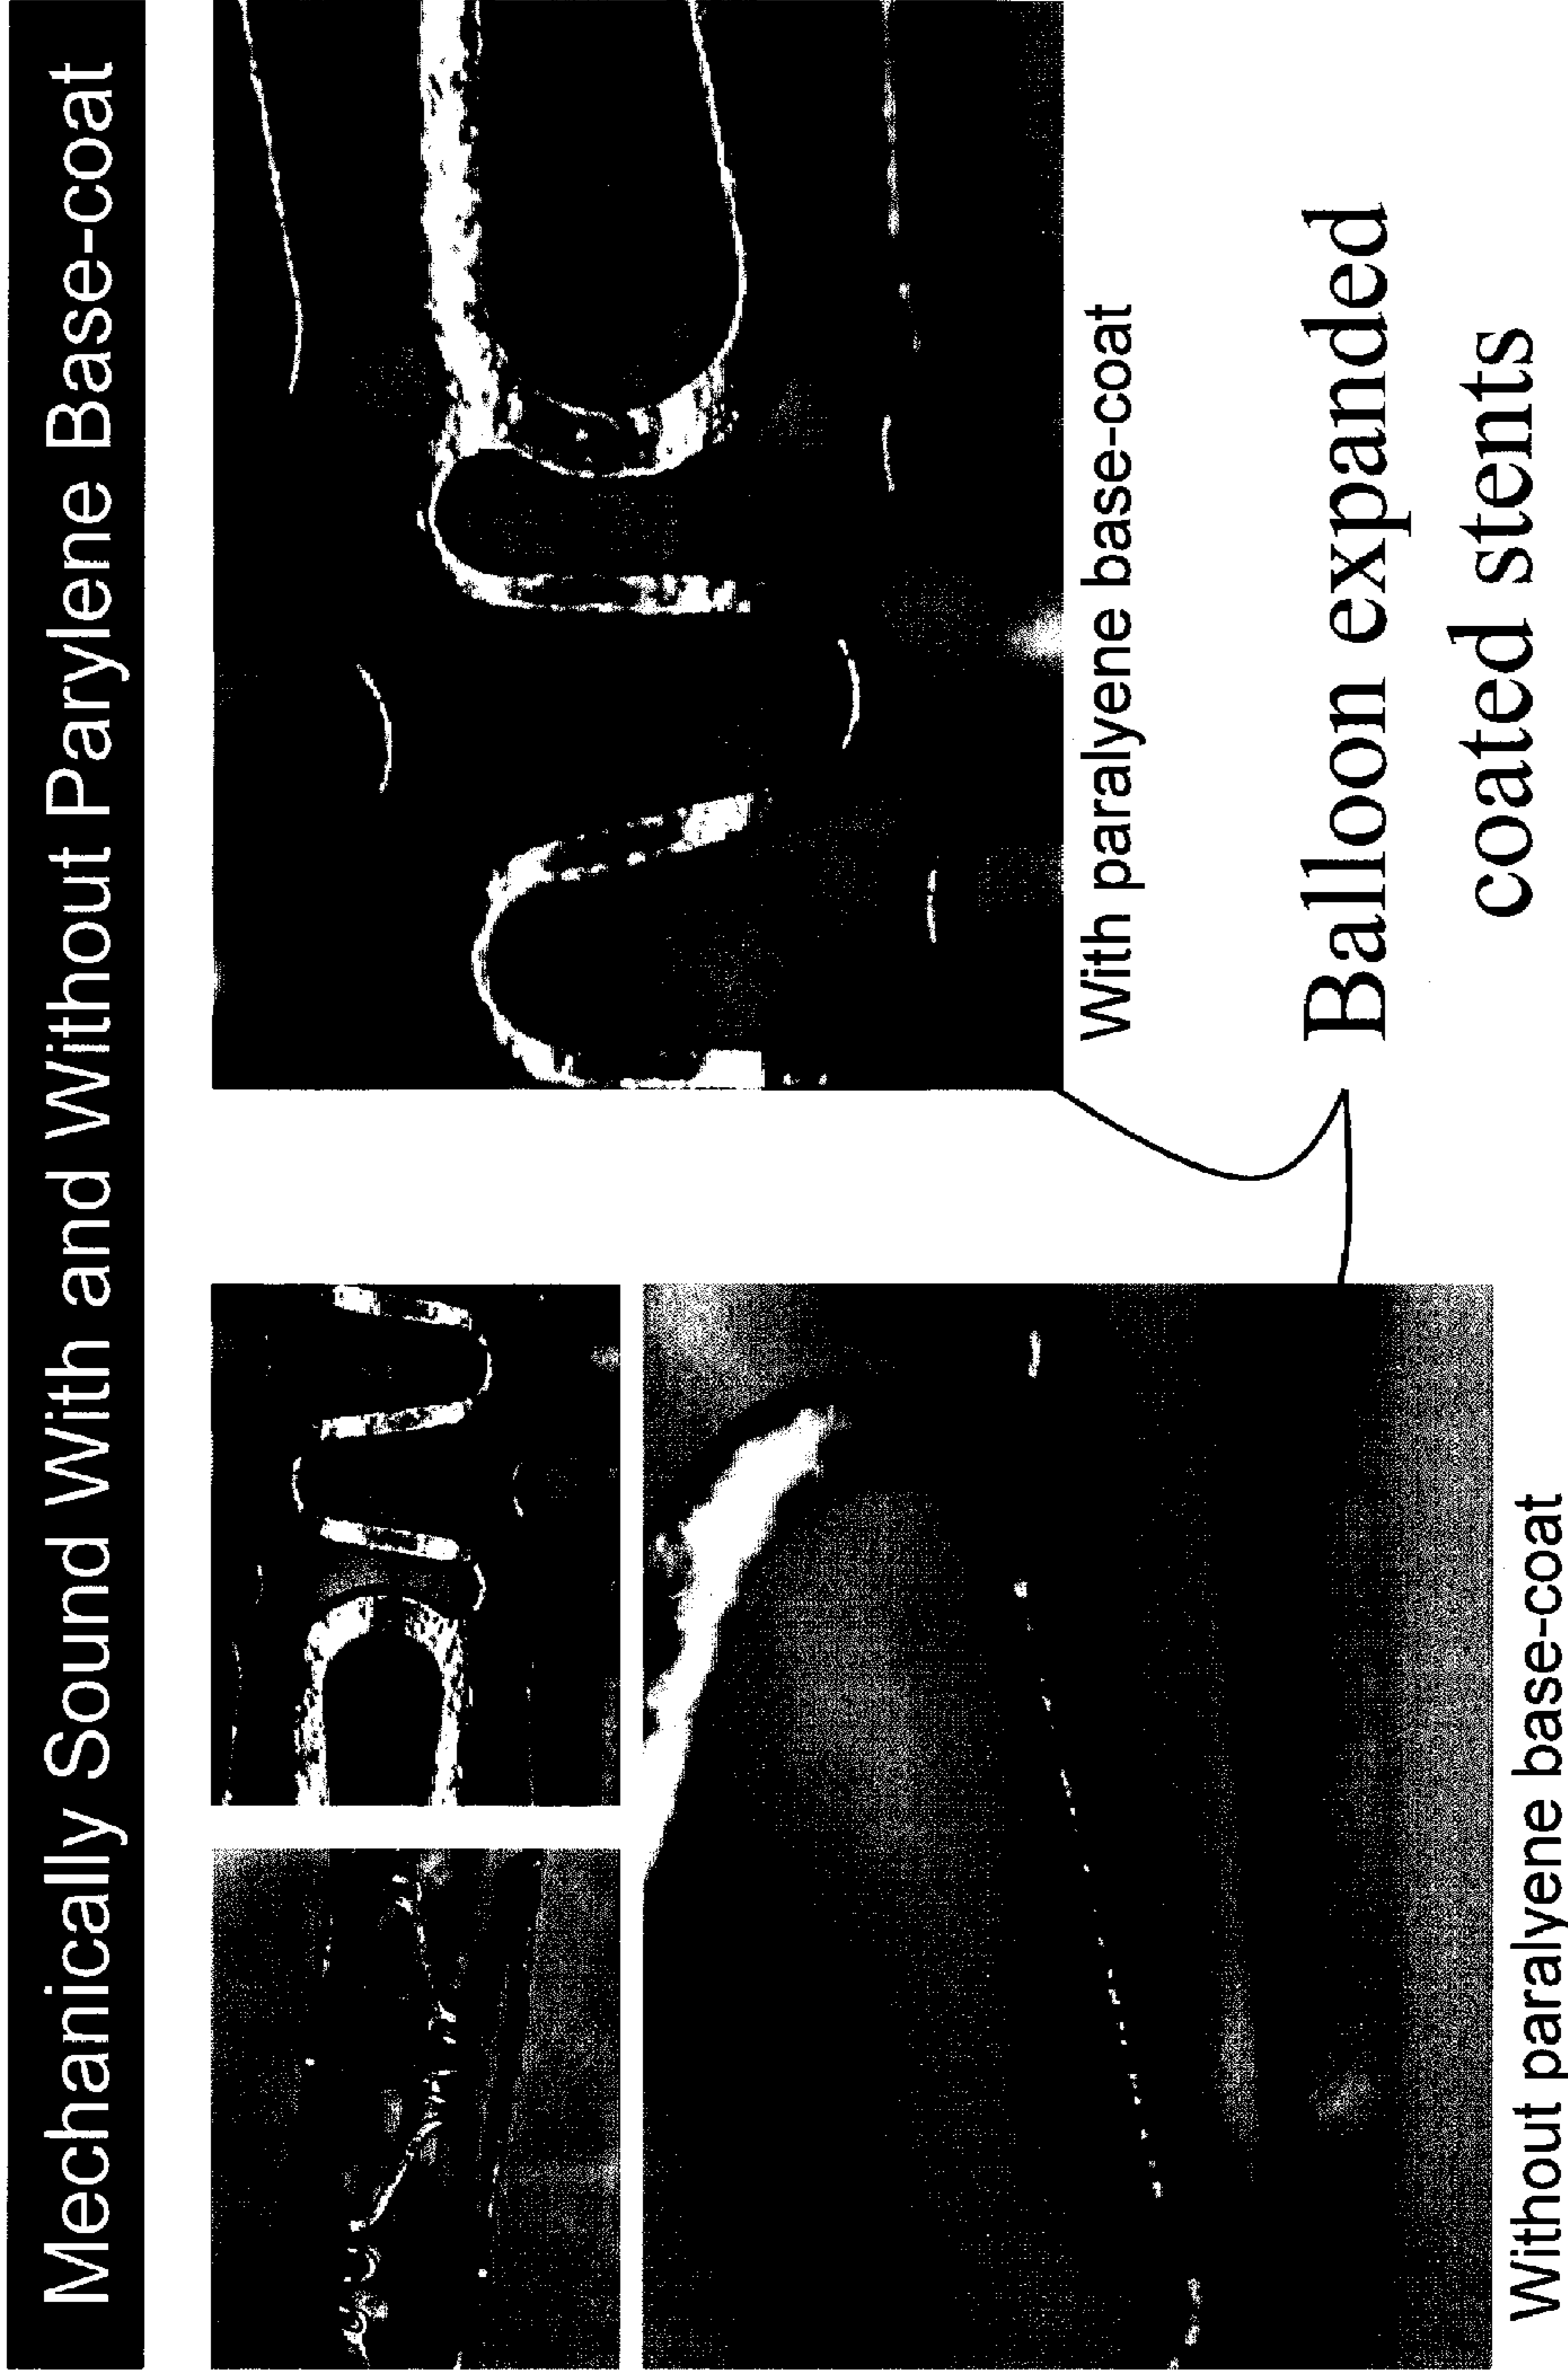 Mechanically Sound With and Without Parylene Base-coat
With paralyene base-coat
Balloon expanded
coated stents
Without paralyene base-coat